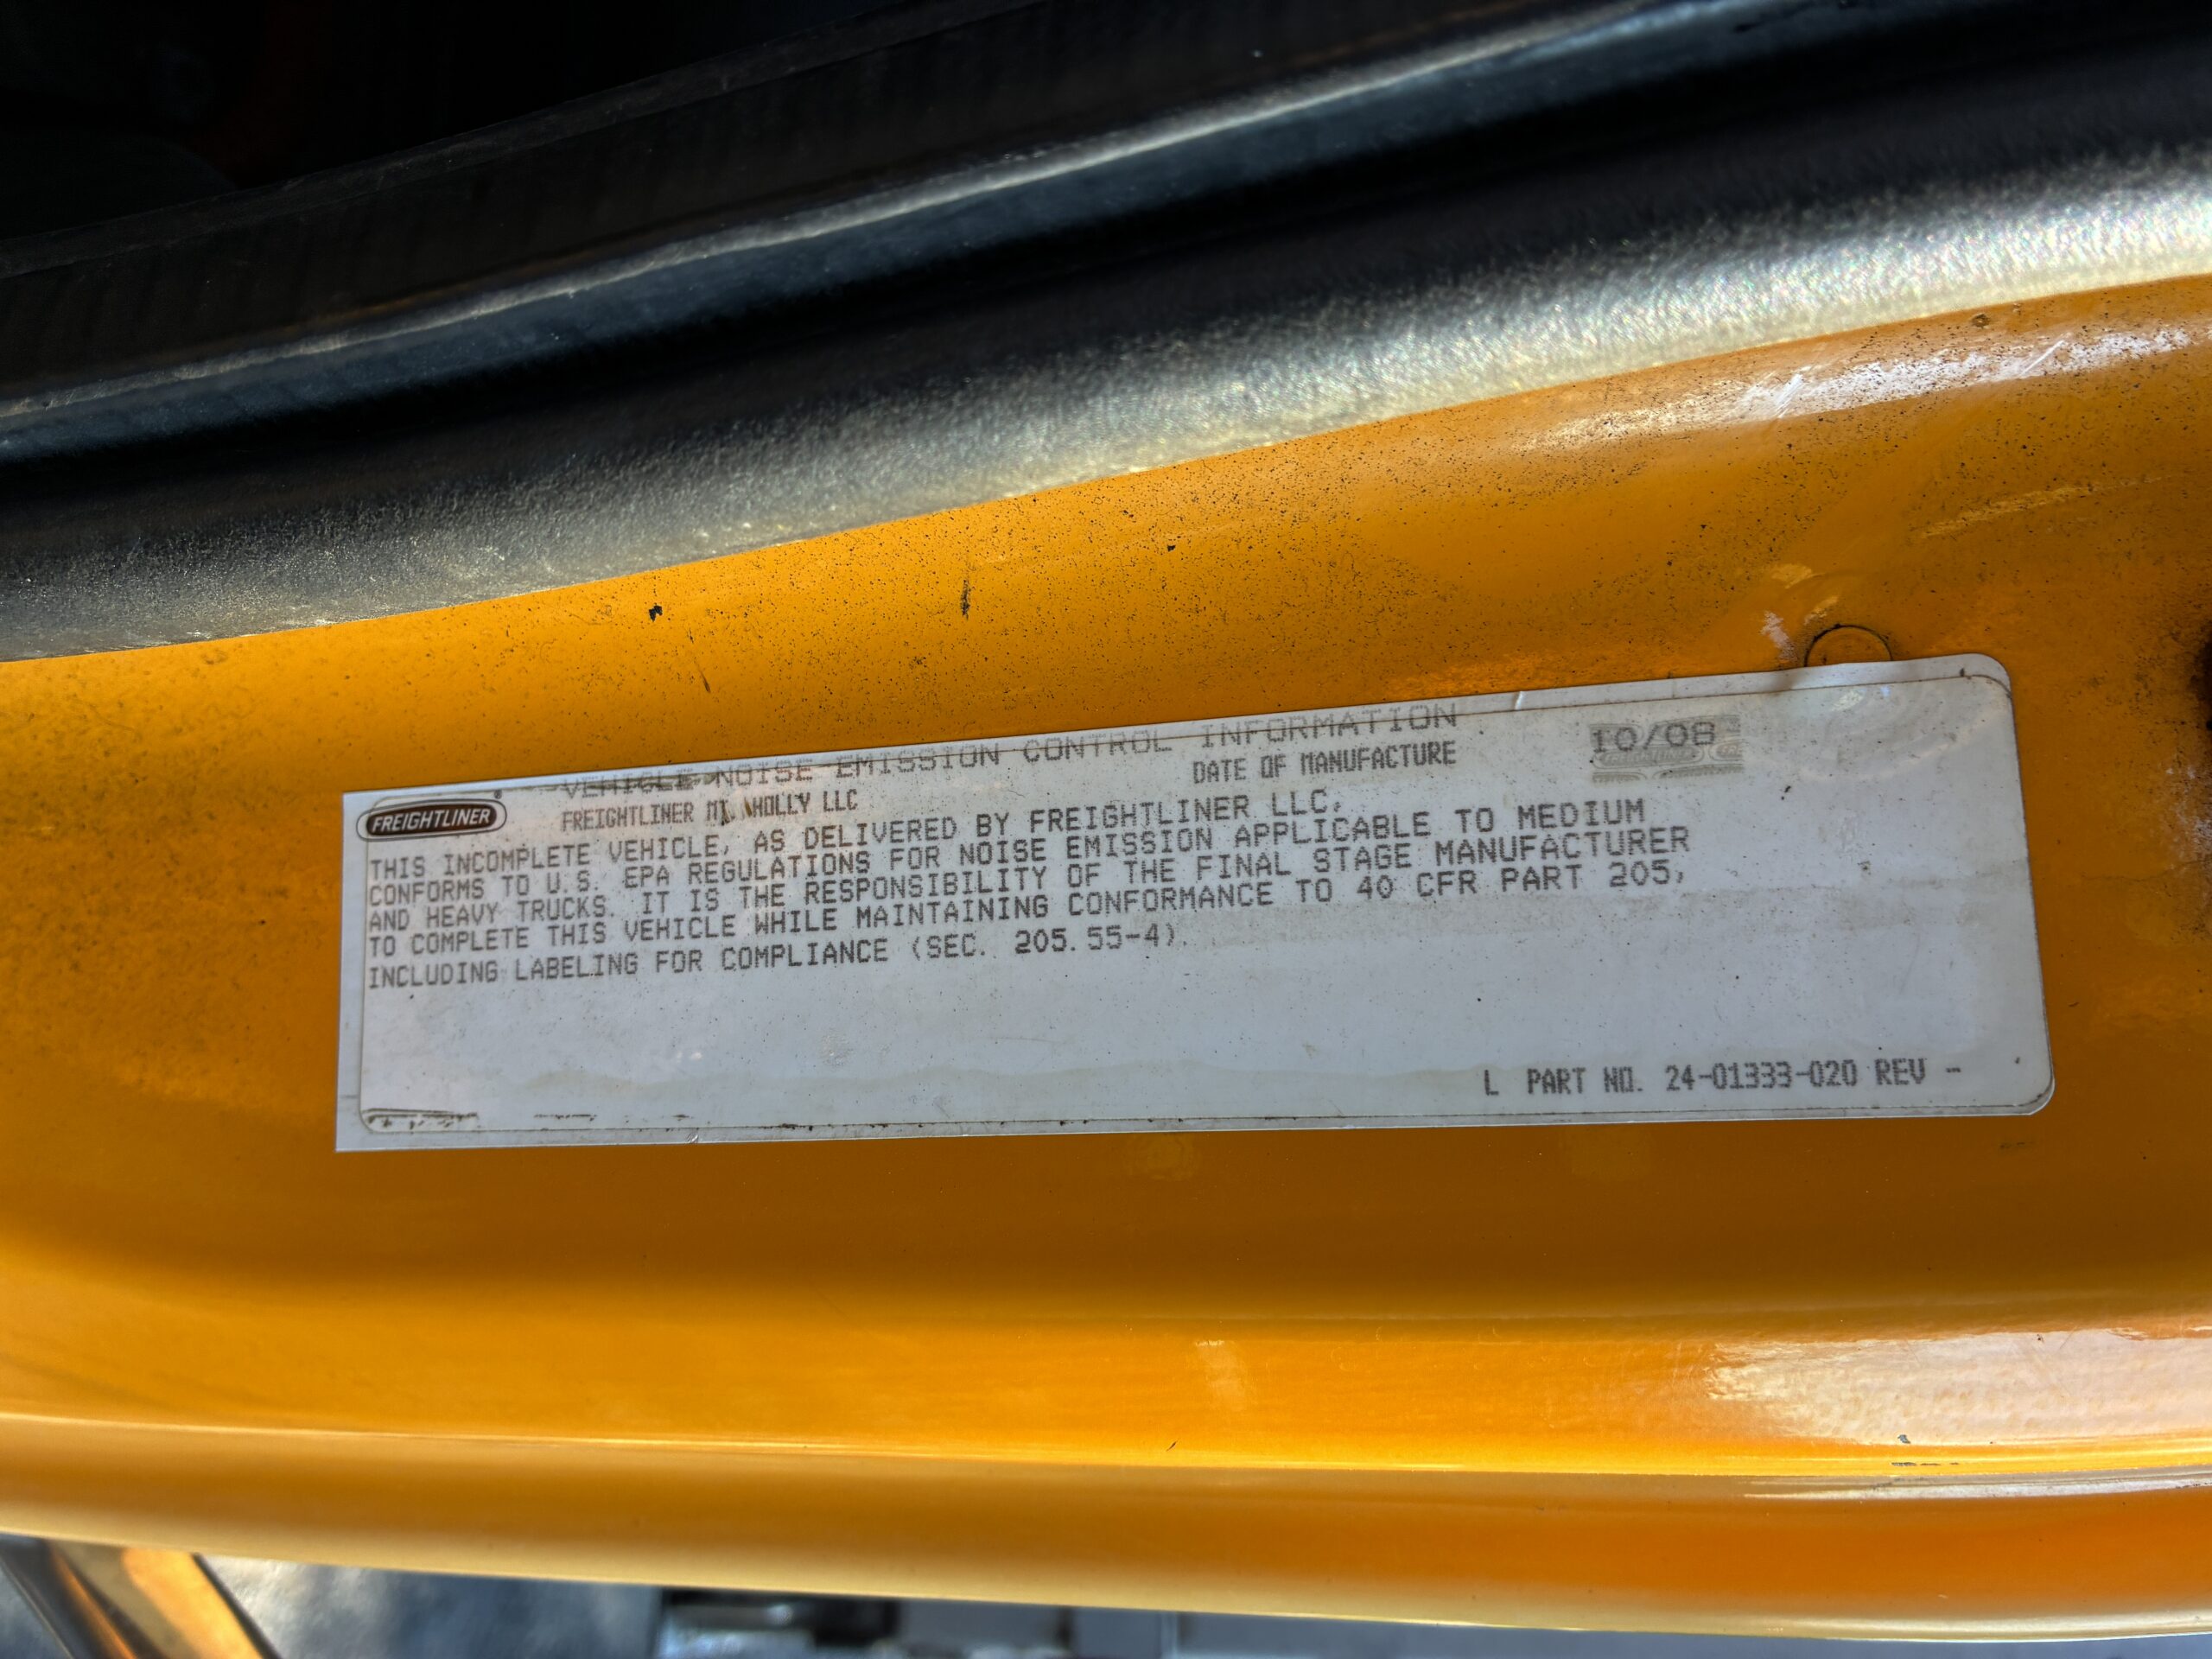 VEHICLE NOISE EMISSION CONTROL INFORMATION
FREIGHTLINER MT. HOLLY LLC DATE OF MANUFACTURE 10/08
FREIGHTLINER
THIS INCOMPLETE VEHICLE, AS DELIVERED BY FREIGHTLINER LLC,
CONFORMS TO U.S. EPA REGULATIONS FOR NOISE EMISSION APPLICABLE TO MEDIUM
AND HEAVY TRUCKS. IT IS THE RESPONSIBILITY OF THE FINAL STAGE MANUFACTURER
TO COMPLETE THIS VEHICLE WHILE MAINTAINING CONFORMANCE TO 40 CFR PART 205,
INCLUDING LABELING FOR COMPLIANCE (SEC. 205.55-4).
L PART NO. 24-01333-020 REV -